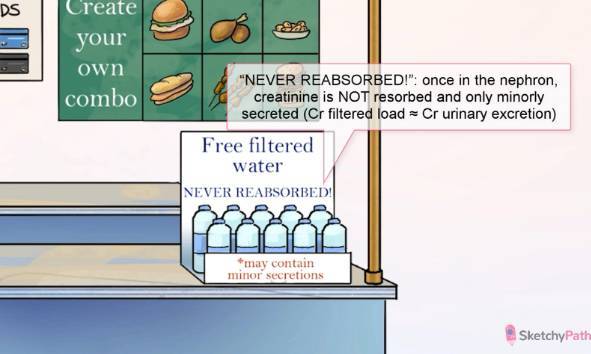 DS
Create
your
own
combo
“NEVER REABSORBED!”: once in the nephron,
creatinine is NOT resorbed and only minorly
secreted (Cr filtered load ≈ Cr urinary excretion)
Free filtered
water
NEVER REABSORBED!
*may contain
minor secretions
SketchyPath